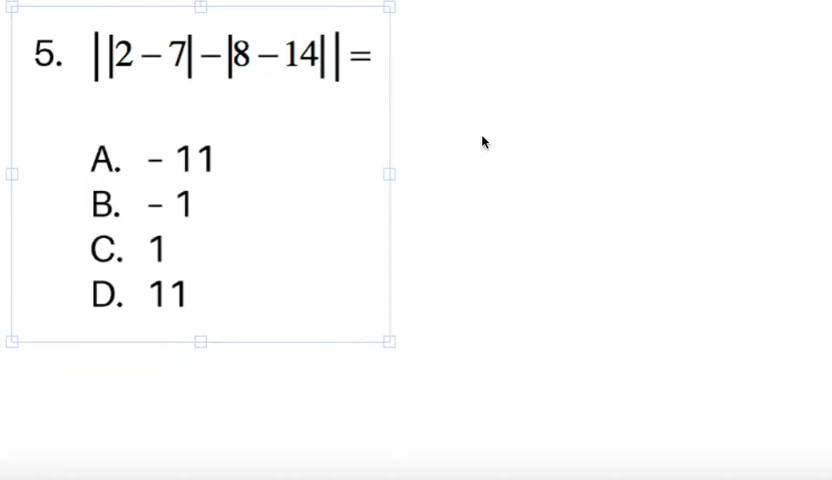 5. ||2 – 7| – |8 – 14|| =
A. - 11
B. - 1
C. 1
D. 11